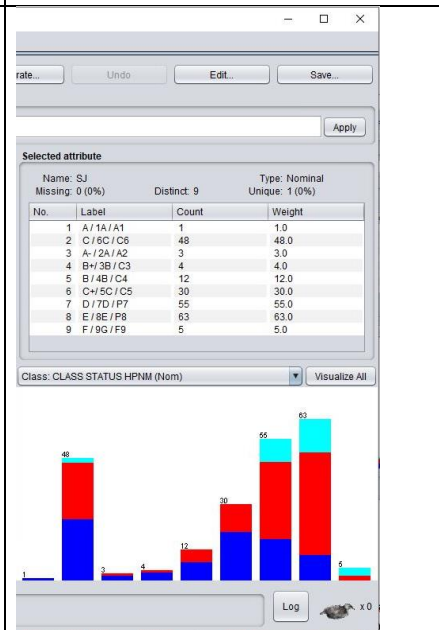 rate... Undo Edit... Save...
Apply
Selected attribute
Name: SJ Type: Nominal
Missing: 0 (0%) Distinct: 9 Unique: 1 (0%)
No. Label Count Weight
1 A / 1A / A1 1 1.0
2 C / 6C / C6 48 48.0
3 A- / 2A / A2 3 3.0
4 B+/ 3B / C3 4 4.0
5 B / 4B / C4 12 12.0
6 C+/ 5C / C5 30 30.0
7 D / 7D / P7 55 55.0
8 E / 8E / P8 63 63.0
9 F / 9G / F9 5 5.0
Class: CLASS STATUS HPNM (Nom) Visualize All
63
55
48
30
12
3 4
5
1
Log x 0